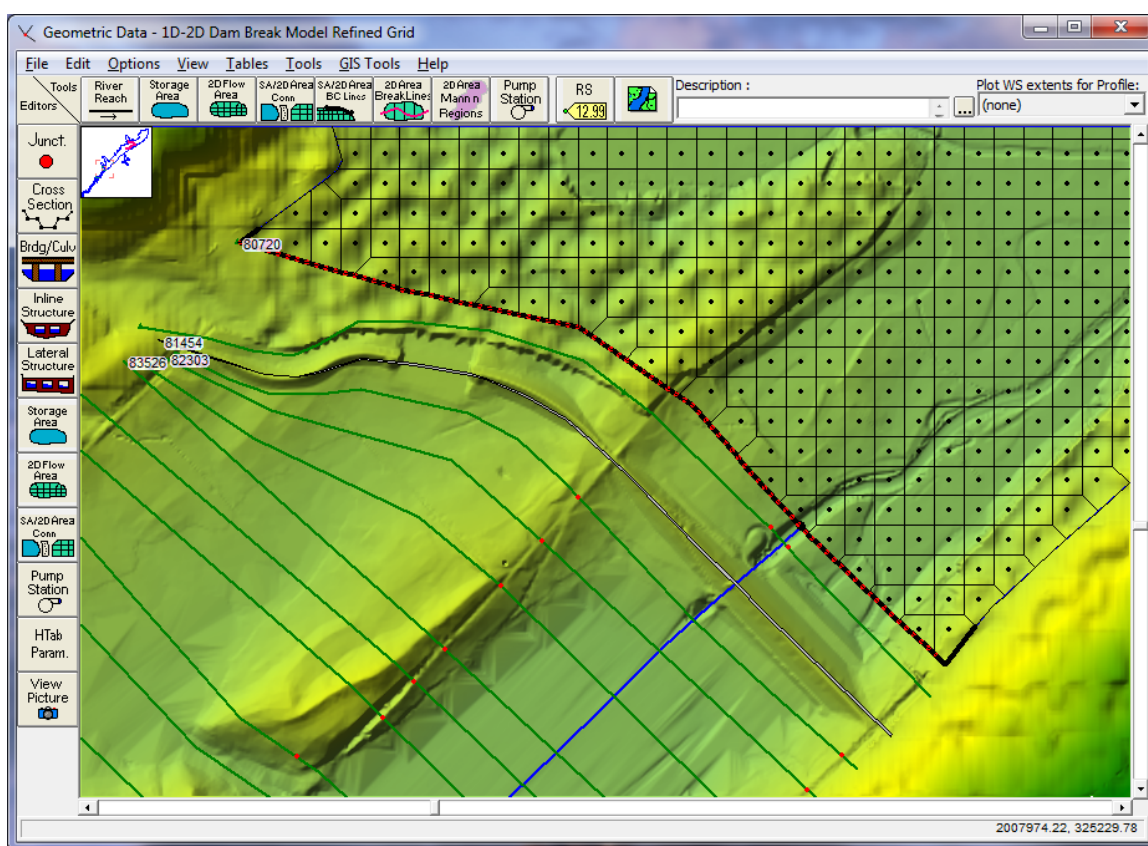 Geometric Data - 1D-2D Dam Break Model Refined Grid
File Edit Options View Tables Tools GIS Tools Help
Tools
Editors
River
Reach
Storage
Area
2D Flow
Area
SA/2D Area
Conn
SA/2D Area
BC Lines
2D Area
BreakLines
2D Area
Mann n
Regions
Pump
Station
RS
12.99
Description :
...
Plot WS extents for Profile:
(none)
Junct.
Cross
Section
Brdg/Culv
Inline
Structure
Lateral
Structure
Storage
Area
2D Flow
Area
SA/2D Area
Conn
Pump
Station
HTab
Param.
View
Picture
80720
81454
83526
82303
2007974.22, 325229.78